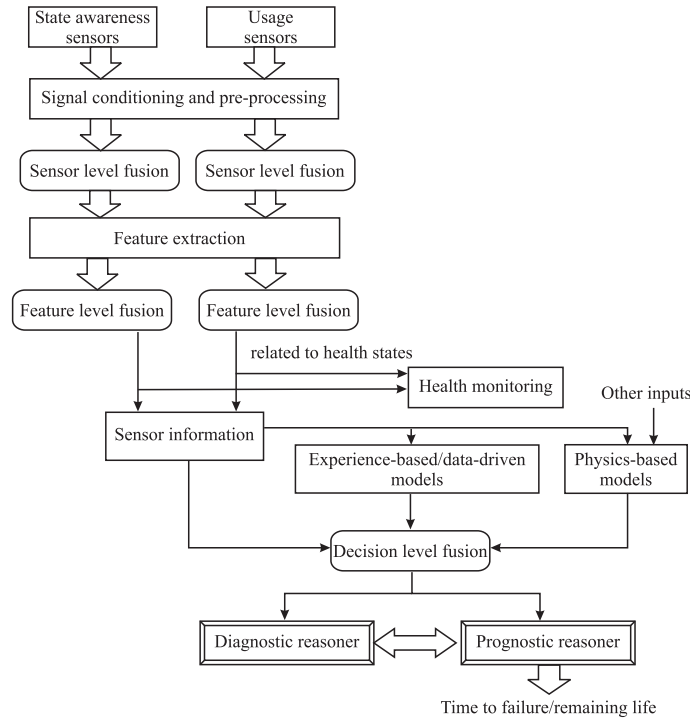 State awareness
sensors
Usage
sensors
Signal conditioning and pre-processing
Sensor level fusion
Sensor level fusion
Feature extraction
Feature level fusion
Feature level fusion
related to health states
Health monitoring
Other inputs
Sensor information
Experience-based/data-driven
models
Physics-based
models
Decision level fusion
Diagnostic reasoner
Prognostic reasoner
Time to failure/remaining life